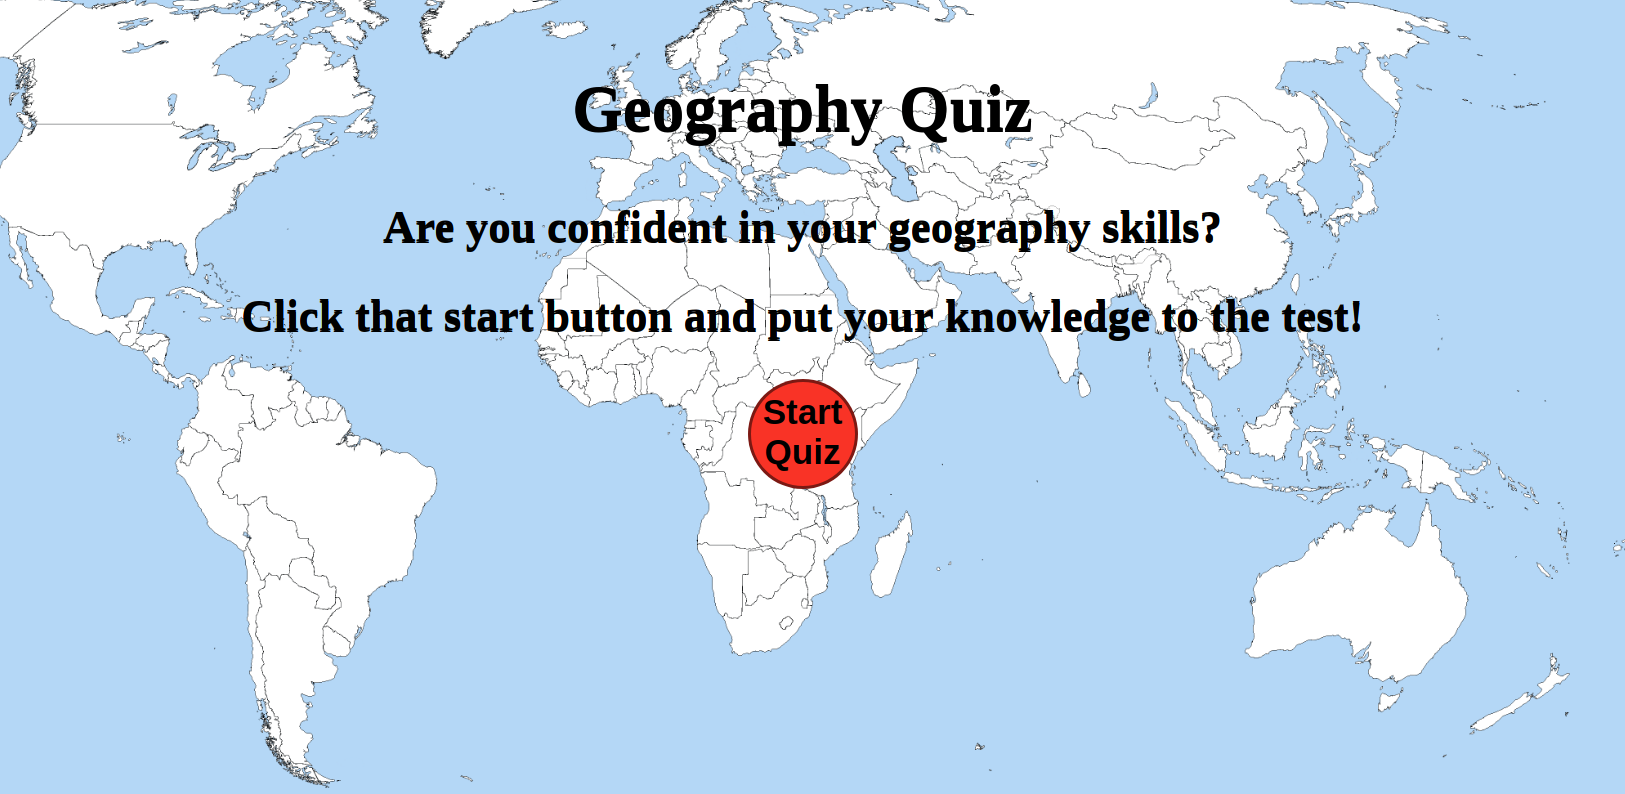 Geography Quiz
Are you confident in your geography skills?
Click that start button and put your knowledge to the test!
Start
Quiz